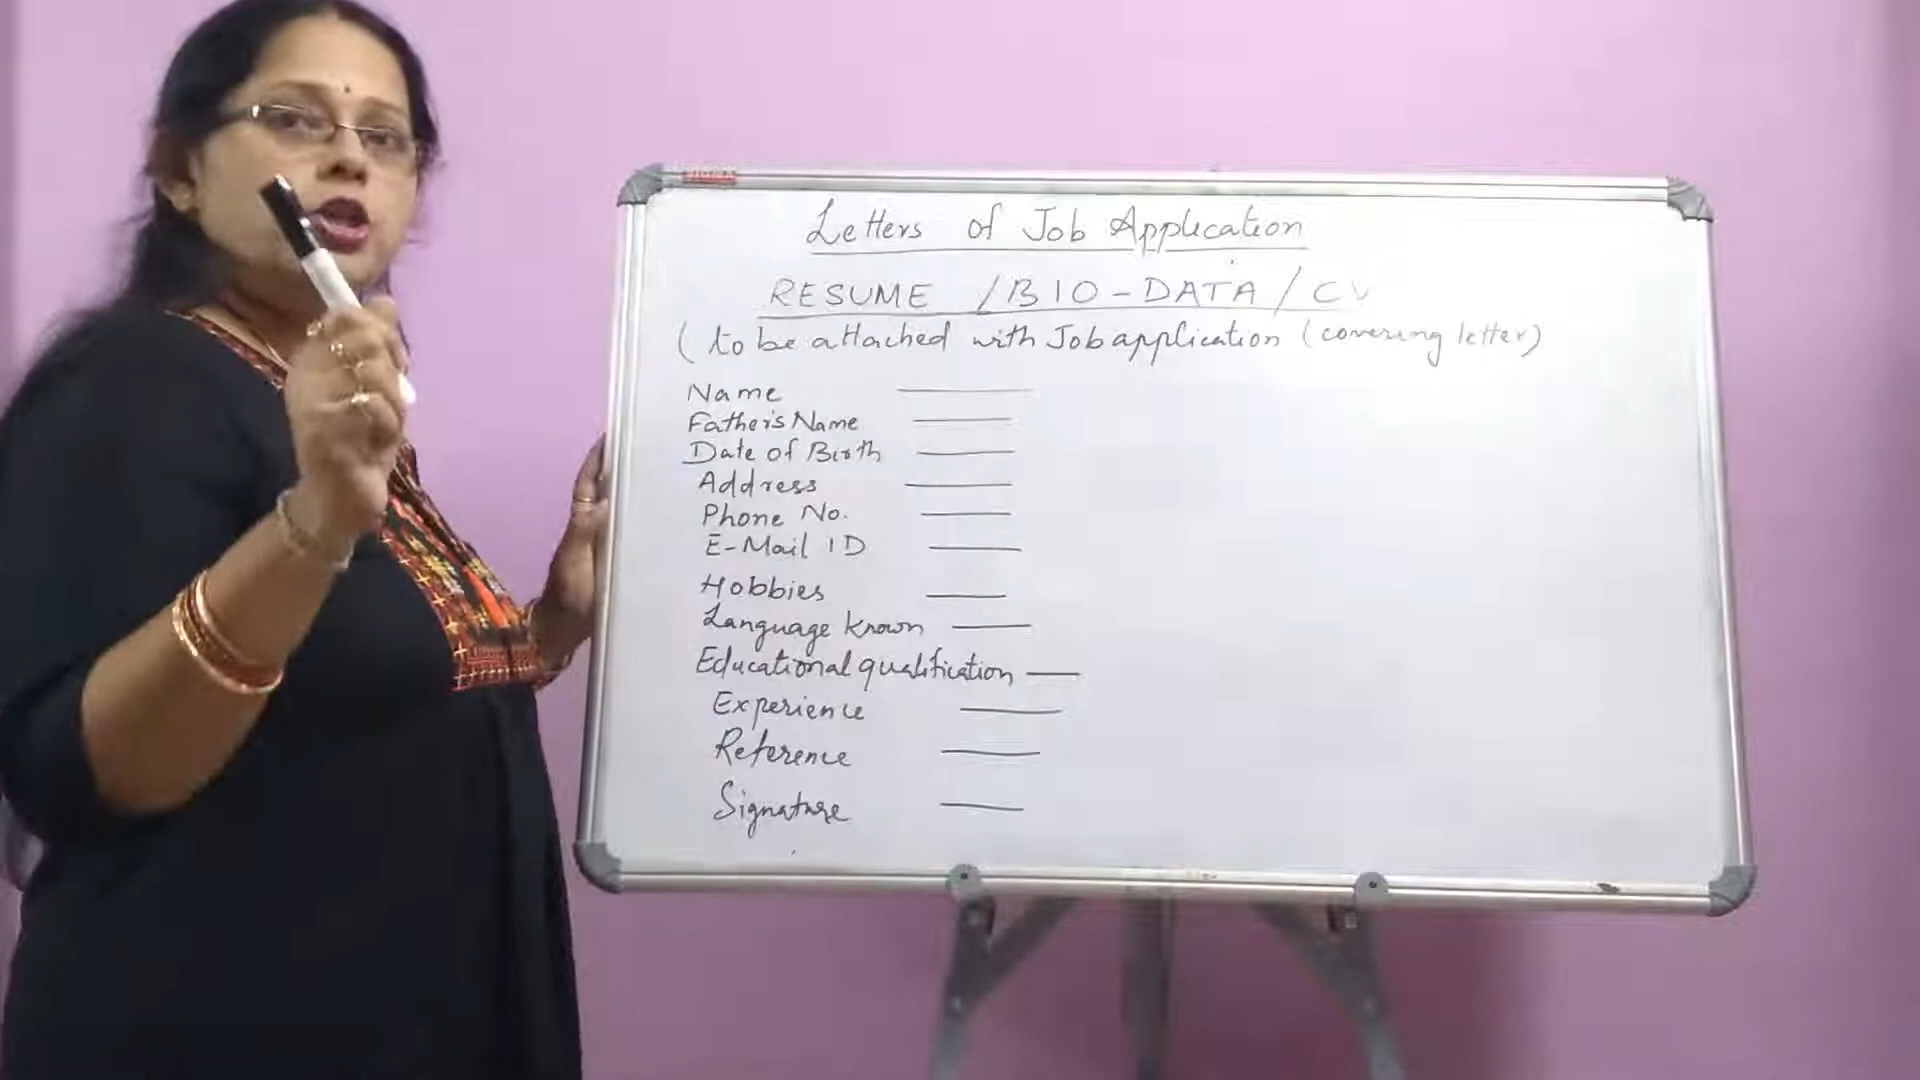 Letters of Job Application
RESUME / BIO-DATA / CV
(to be attached with Job application (covering letter)
Name
Father's Name
Date of Birth
Address
Phone No.
E-Mail ID
Hobbies
Language known
Educational qualification
Experience
Reference
Signature